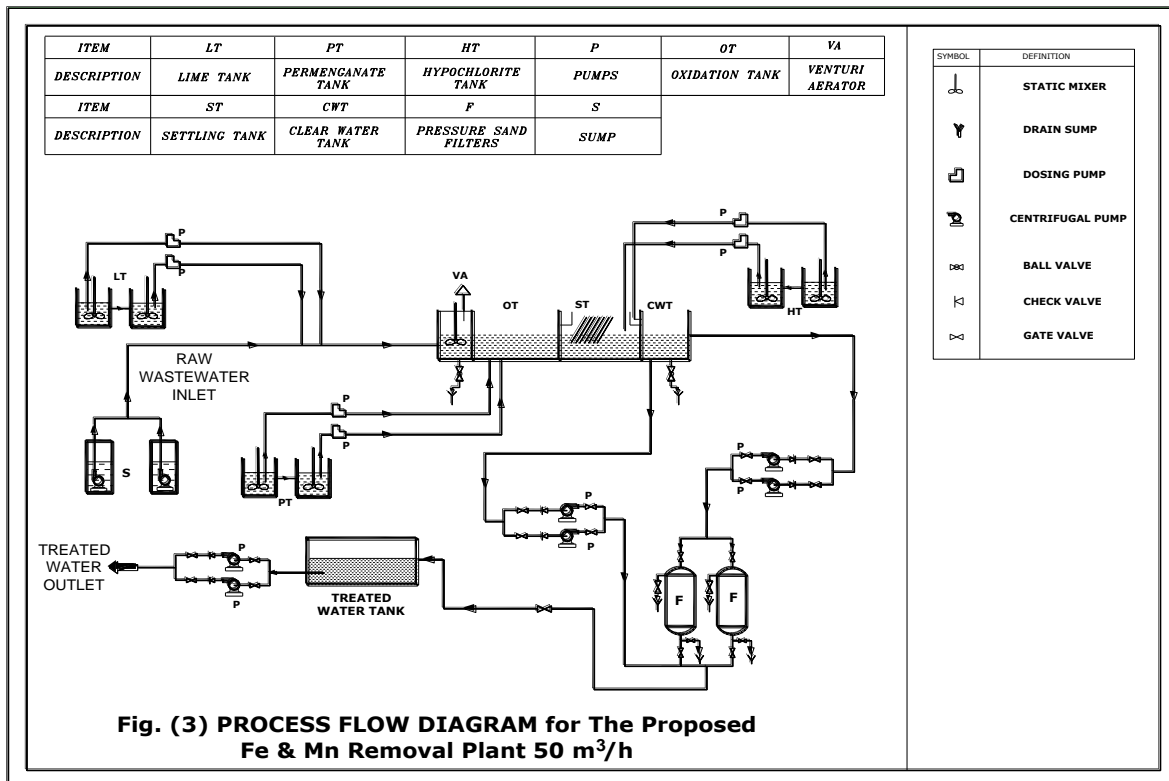 ITEM LT PT HT P OT VA
DESCRIPTION LIME TANK PERMENGANATE TANK HYPOCHLORITE TANK PUMPS OXIDATION TANK VENTURI AERATOR
ITEM ST CWT F S
DESCRIPTION SETTLING TANK CLEAR WATER TANK PRESSURE SAND FILTERS SUMP
SYMBOL DEFINITION
STATIC MIXER
DRAIN SUMP
DOSING PUMP
CENTRIFUGAL PUMP
BALL VALVE
CHECK VALVE
GATE VALVE
P
P
LT
P
P
HT
VA
OT
ST
CWT
RAW
WASTEWATER
INLET
S
P
P
PT
P
P
P
P
F
F
TREATED
WATER
OUTLET
P
P
TREATED
WATER TANK
Fig. (3) PROCESS FLOW DIAGRAM for The Proposed
Fe & Mn Removal Plant 50 m³/h